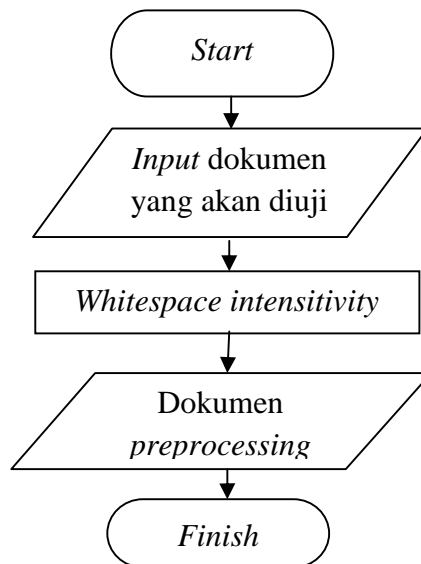 Start
Input dokumen
yang akan diuji
Whitespace intensitivity
Dokumen
preprocessing
Finish